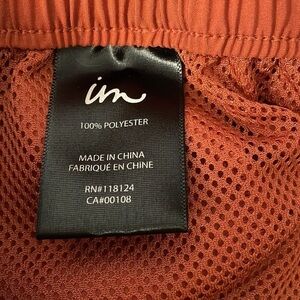 im
100% POLYESTER
MADE IN CHINA
FABRIQUÉ EN CHINE
RN#118124
CA#00108